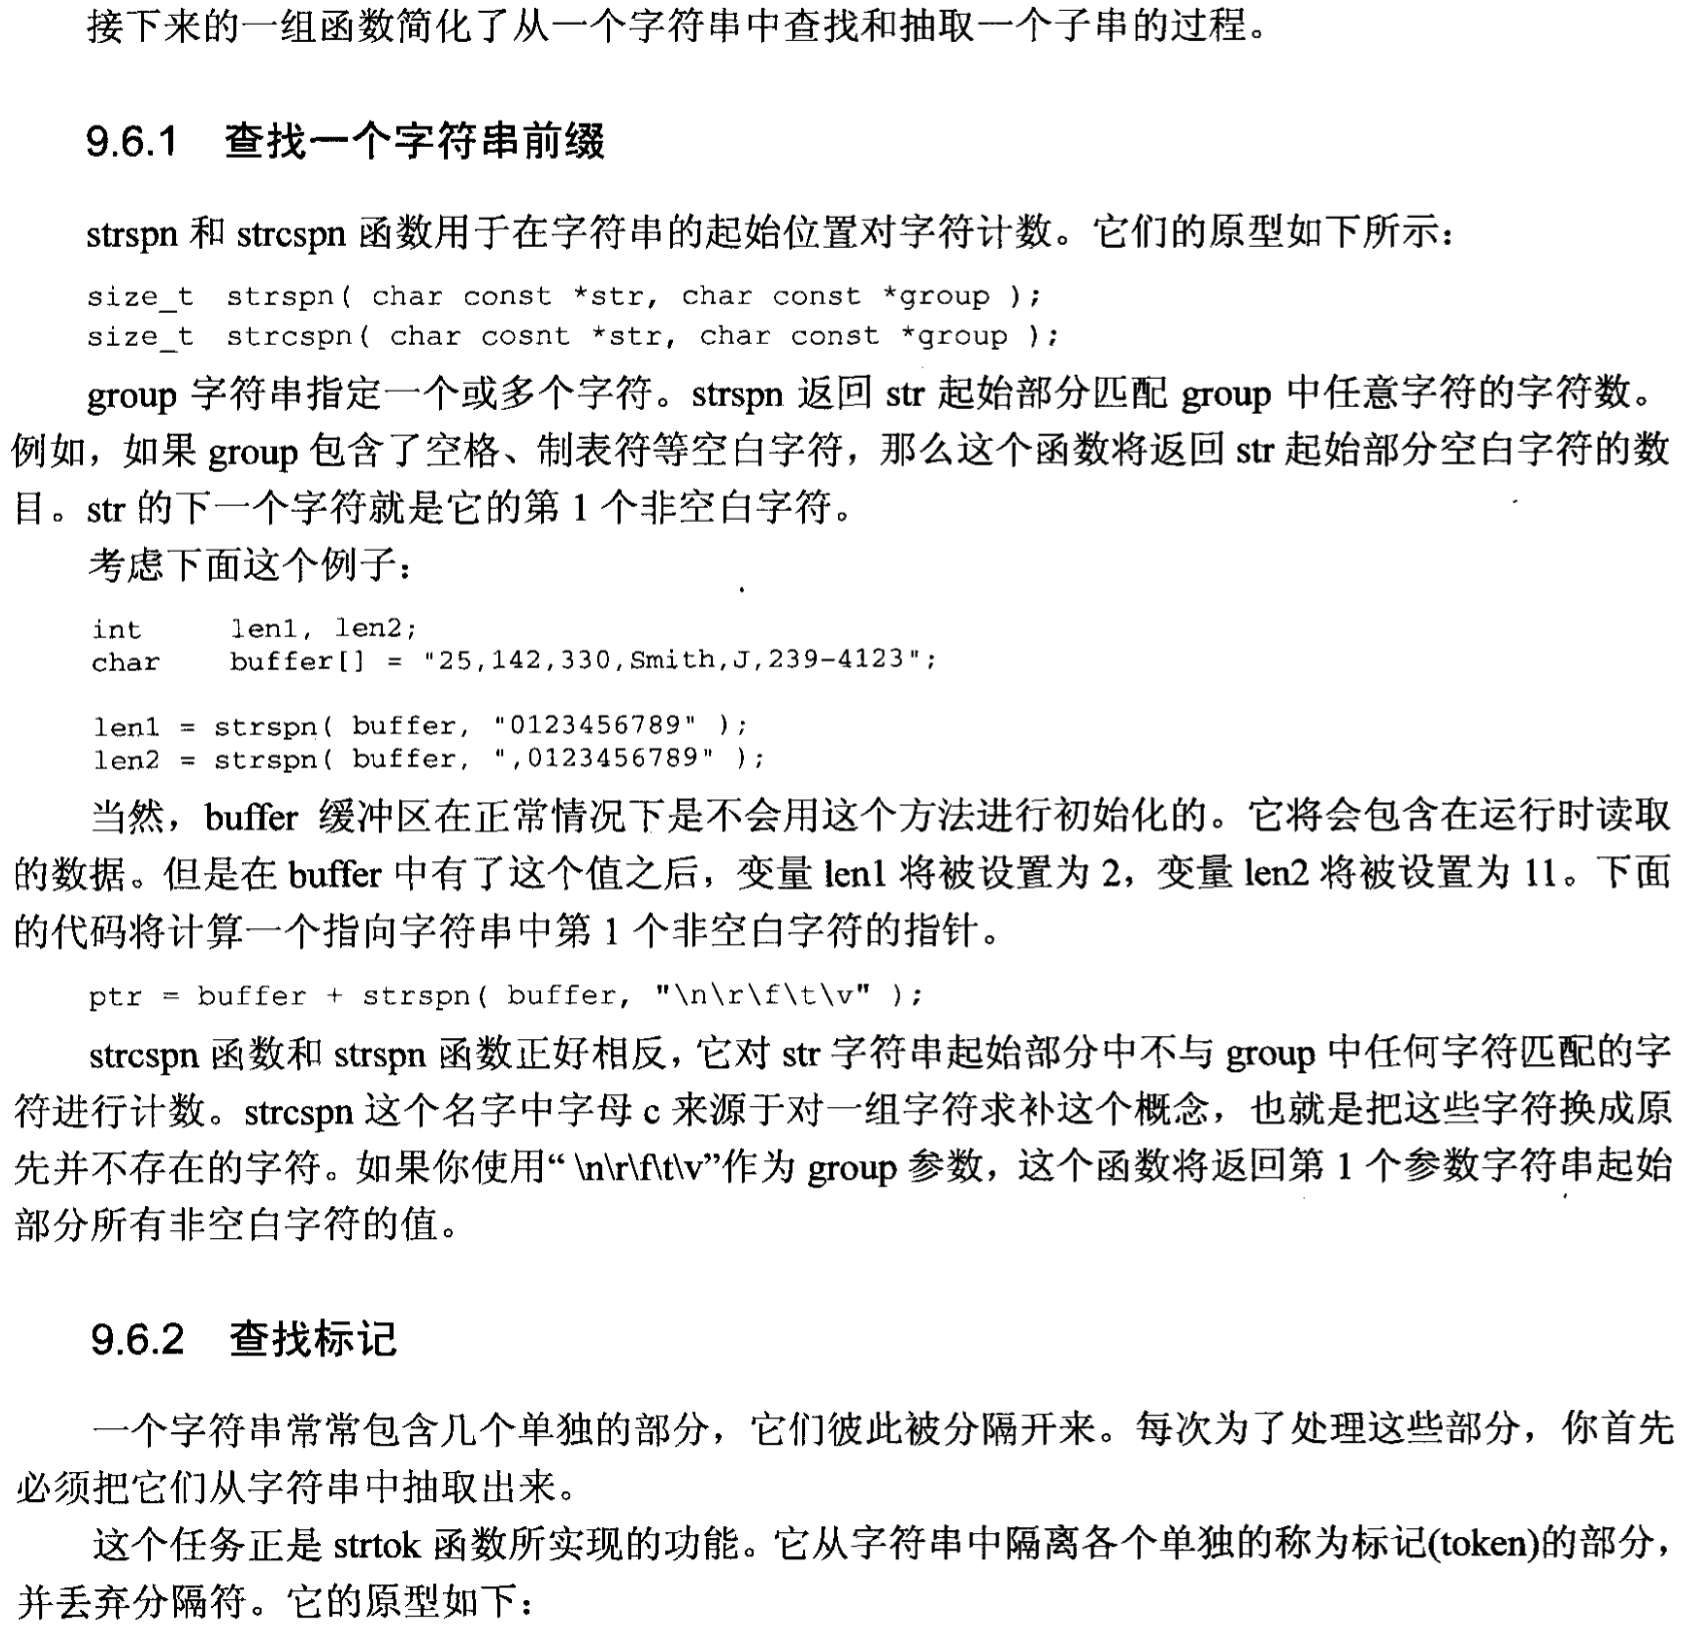 接下来的一组函数简化了从一个字符串中查找和抽取一个子串的过程。
9.6.1 查找一个字符串前缀
strspn 和 strcspn 函数用于在字符串的起始位置对字符计数。它们的原型如下所示：
size_t strspn( char const *str, char const *group );
size_t strcspn( char cosnt *str, char const *group );
group 字符串指定一个或多个字符。strspn 返回 str 起始部分匹配 group 中任意字符的字符数。
例如，如果 group 包含了空格、制表符等空白字符，那么这个函数将返回 str 起始部分空白字符的数
目。str 的下一个字符就是它的第 1 个非空白字符。
考虑下面这个例子：
int len1, len2;
char buffer[] = "25,142,330,Smith,J,239-4123";
len1 = strspn( buffer, "0123456789" );
len2 = strspn( buffer, ",0123456789" );
当然，buffer 缓冲区在正常情况下是不会用这个方法进行初始化的。它将会包含在运行时读取
的数据。但是在 buffer 中有了这个值之后，变量 len1 将被设置为 2，变量 len2 将被设置为 11。下面
的代码将计算一个指向字符串中第 1 个非空白字符的指针。
ptr = buffer + strspn( buffer, "\n\r\f\t\v" );
strcspn 函数和 strspn 函数正好相反，它对 str 字符串起始部分中不与 group 中任何字符匹配的字
符进行计数。strcspn 这个名字中字母 c 来源于对一组字符求补这个概念，也就是把这些字符换成原
先并不存在的字符。如果你使用“ \n\r\f\t\v”作为 group 参数，这个函数将返回第 1 个参数字符串起始
部分所有非空白字符的值。
9.6.2 查找标记
一个字符串常常包含几个单独的部分，它们彼此被分隔开来。每次为了处理这些部分，你首先
必须把它们从字符串中抽取出来。
这个任务正是 strtok 函数所实现的功能。它从字符串中隔离各个单独的称为标记(token)的部分，
并丢弃分隔符。它的原型如下：